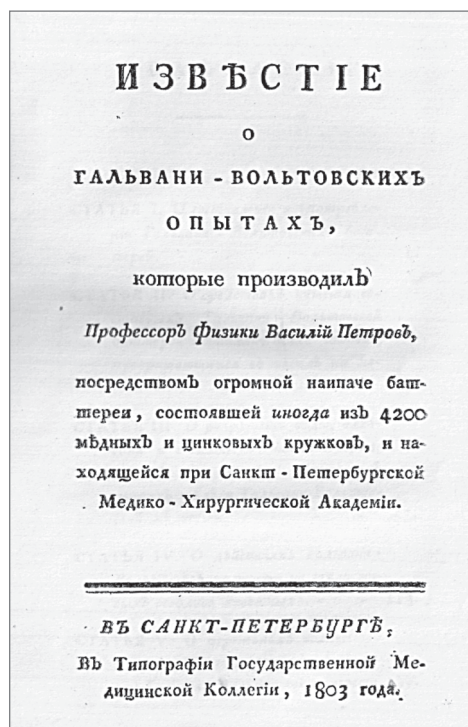 ИЗВѢСТІЕ
О
ГАЛЬВАНИ - ВОЛЬТОВСКИХЪ
ОПЫТАХЪ,
которые производилЪ
Профессоръ Физики Василій Петровъ,
посредствомъ огромной наипаче бат-
тереи, состоявшей иногда изъ 4200
мѣдныхъ и цинковыхъ кружковъ, и на-
ходящейся при Санкт - Петербургской
Медико - Хирургической Академіи.
ВЪ САНКТ-ПЕТЕРБУРГѢ,
Въ Типографіи Государственной Ме-
дицинской Коллегіи, 1803 года.